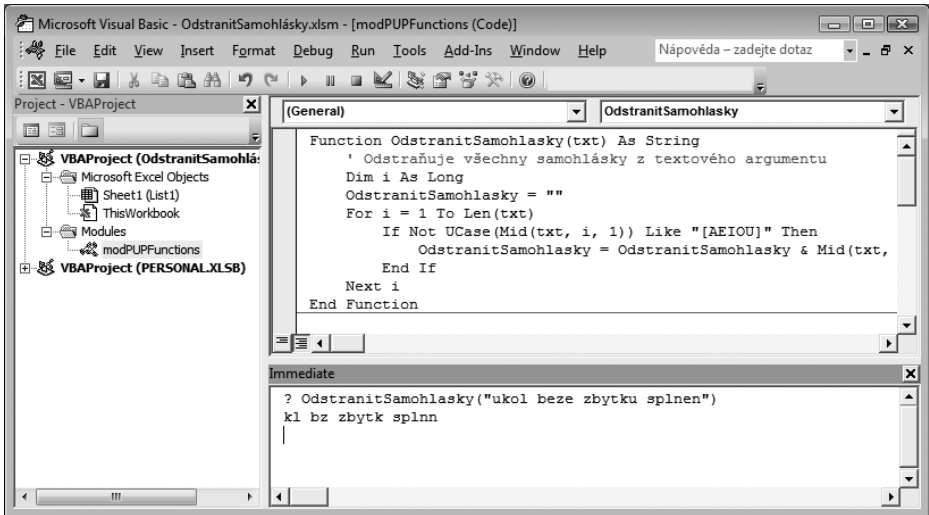 Microsoft Visual Basic - OdstranitSamohlásky.xlsm - [modPUPFunctions (Code)]
File Edit View Insert Format Debug Run Tools Add-Ins Window Help Nápověda – zadejte dotaz
Project - VBAProject
VBAProject (OdstranitSamohlá
Microsoft Excel Objects
Sheet1 (List1)
ThisWorkbook
Modules
modPUPFunctions
VBAProject (PERSONAL.XLSB)
(General) OdstranitSamohlasky
Function OdstranitSamohlasky(txt) As String
' Odstraňuje všechny samohlásky z textového argumentu
Dim i As Long
OdstranitSamohlasky = ""
For i = 1 To Len(txt)
If Not UCase(Mid(txt, i, 1)) Like "[AEIOU]" Then
OdstranitSamohlasky = OdstranitSamohlasky & Mid(txt,
End If
Next i
End Function
Immediate
? OdstranitSamohlasky("ukol beze zbytku splnen")
kl bz zbytk splnn